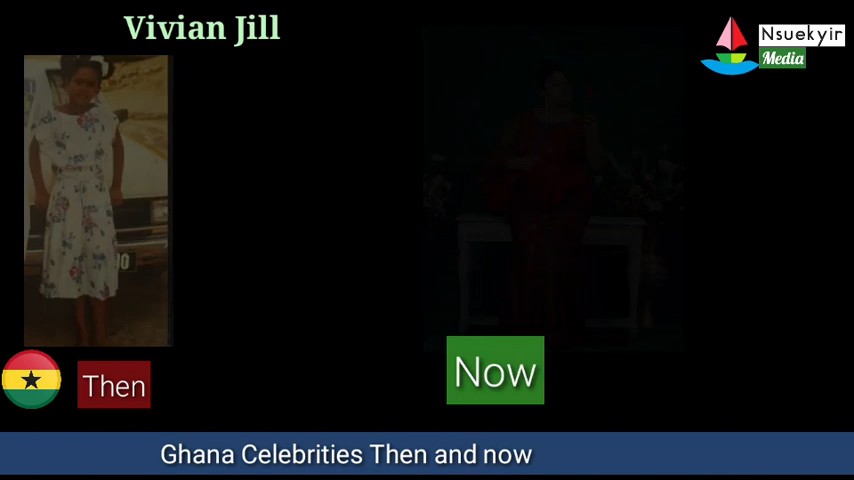 Vivian Jill
Nsuekyir
Media
Then
Now
Ghana Celebrities Then and now